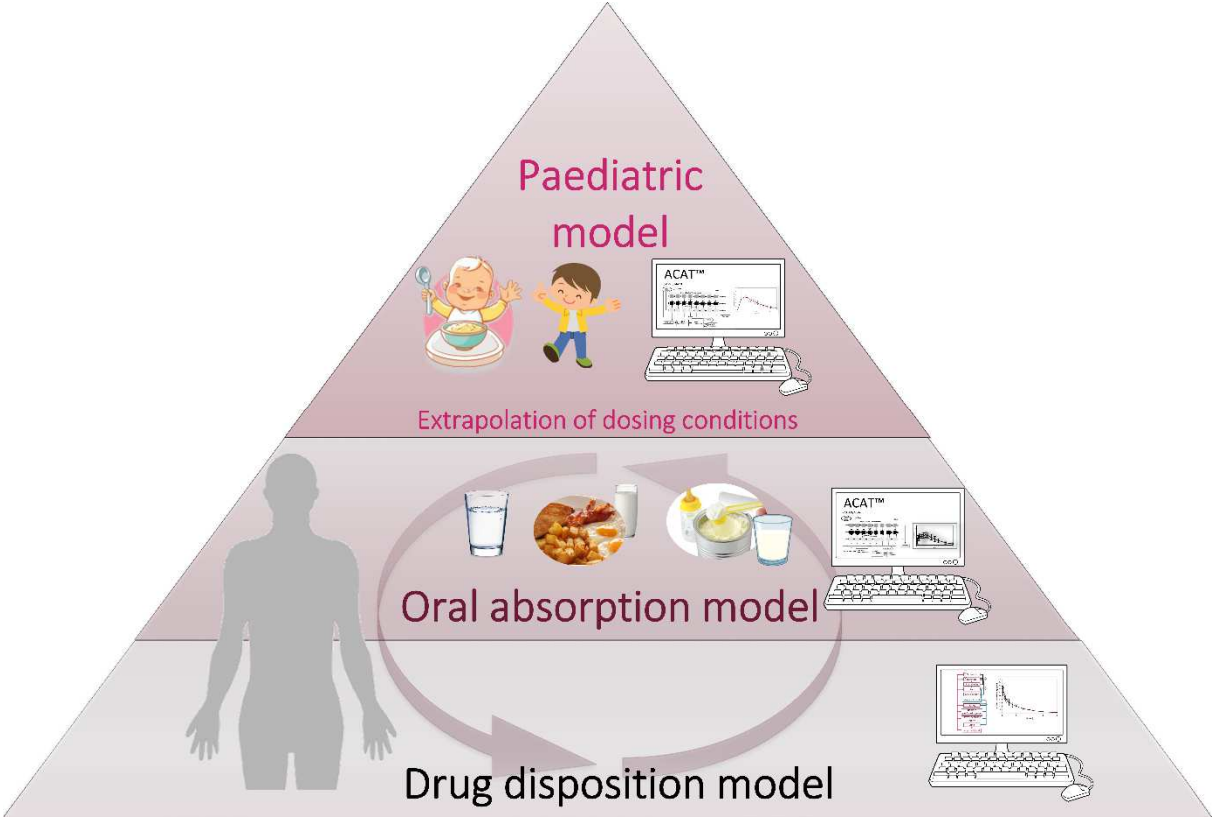 Paediatric
model
ACAT™
Extrapolation of dosing conditions
ACAT™
Oral absorption model
Drug disposition model